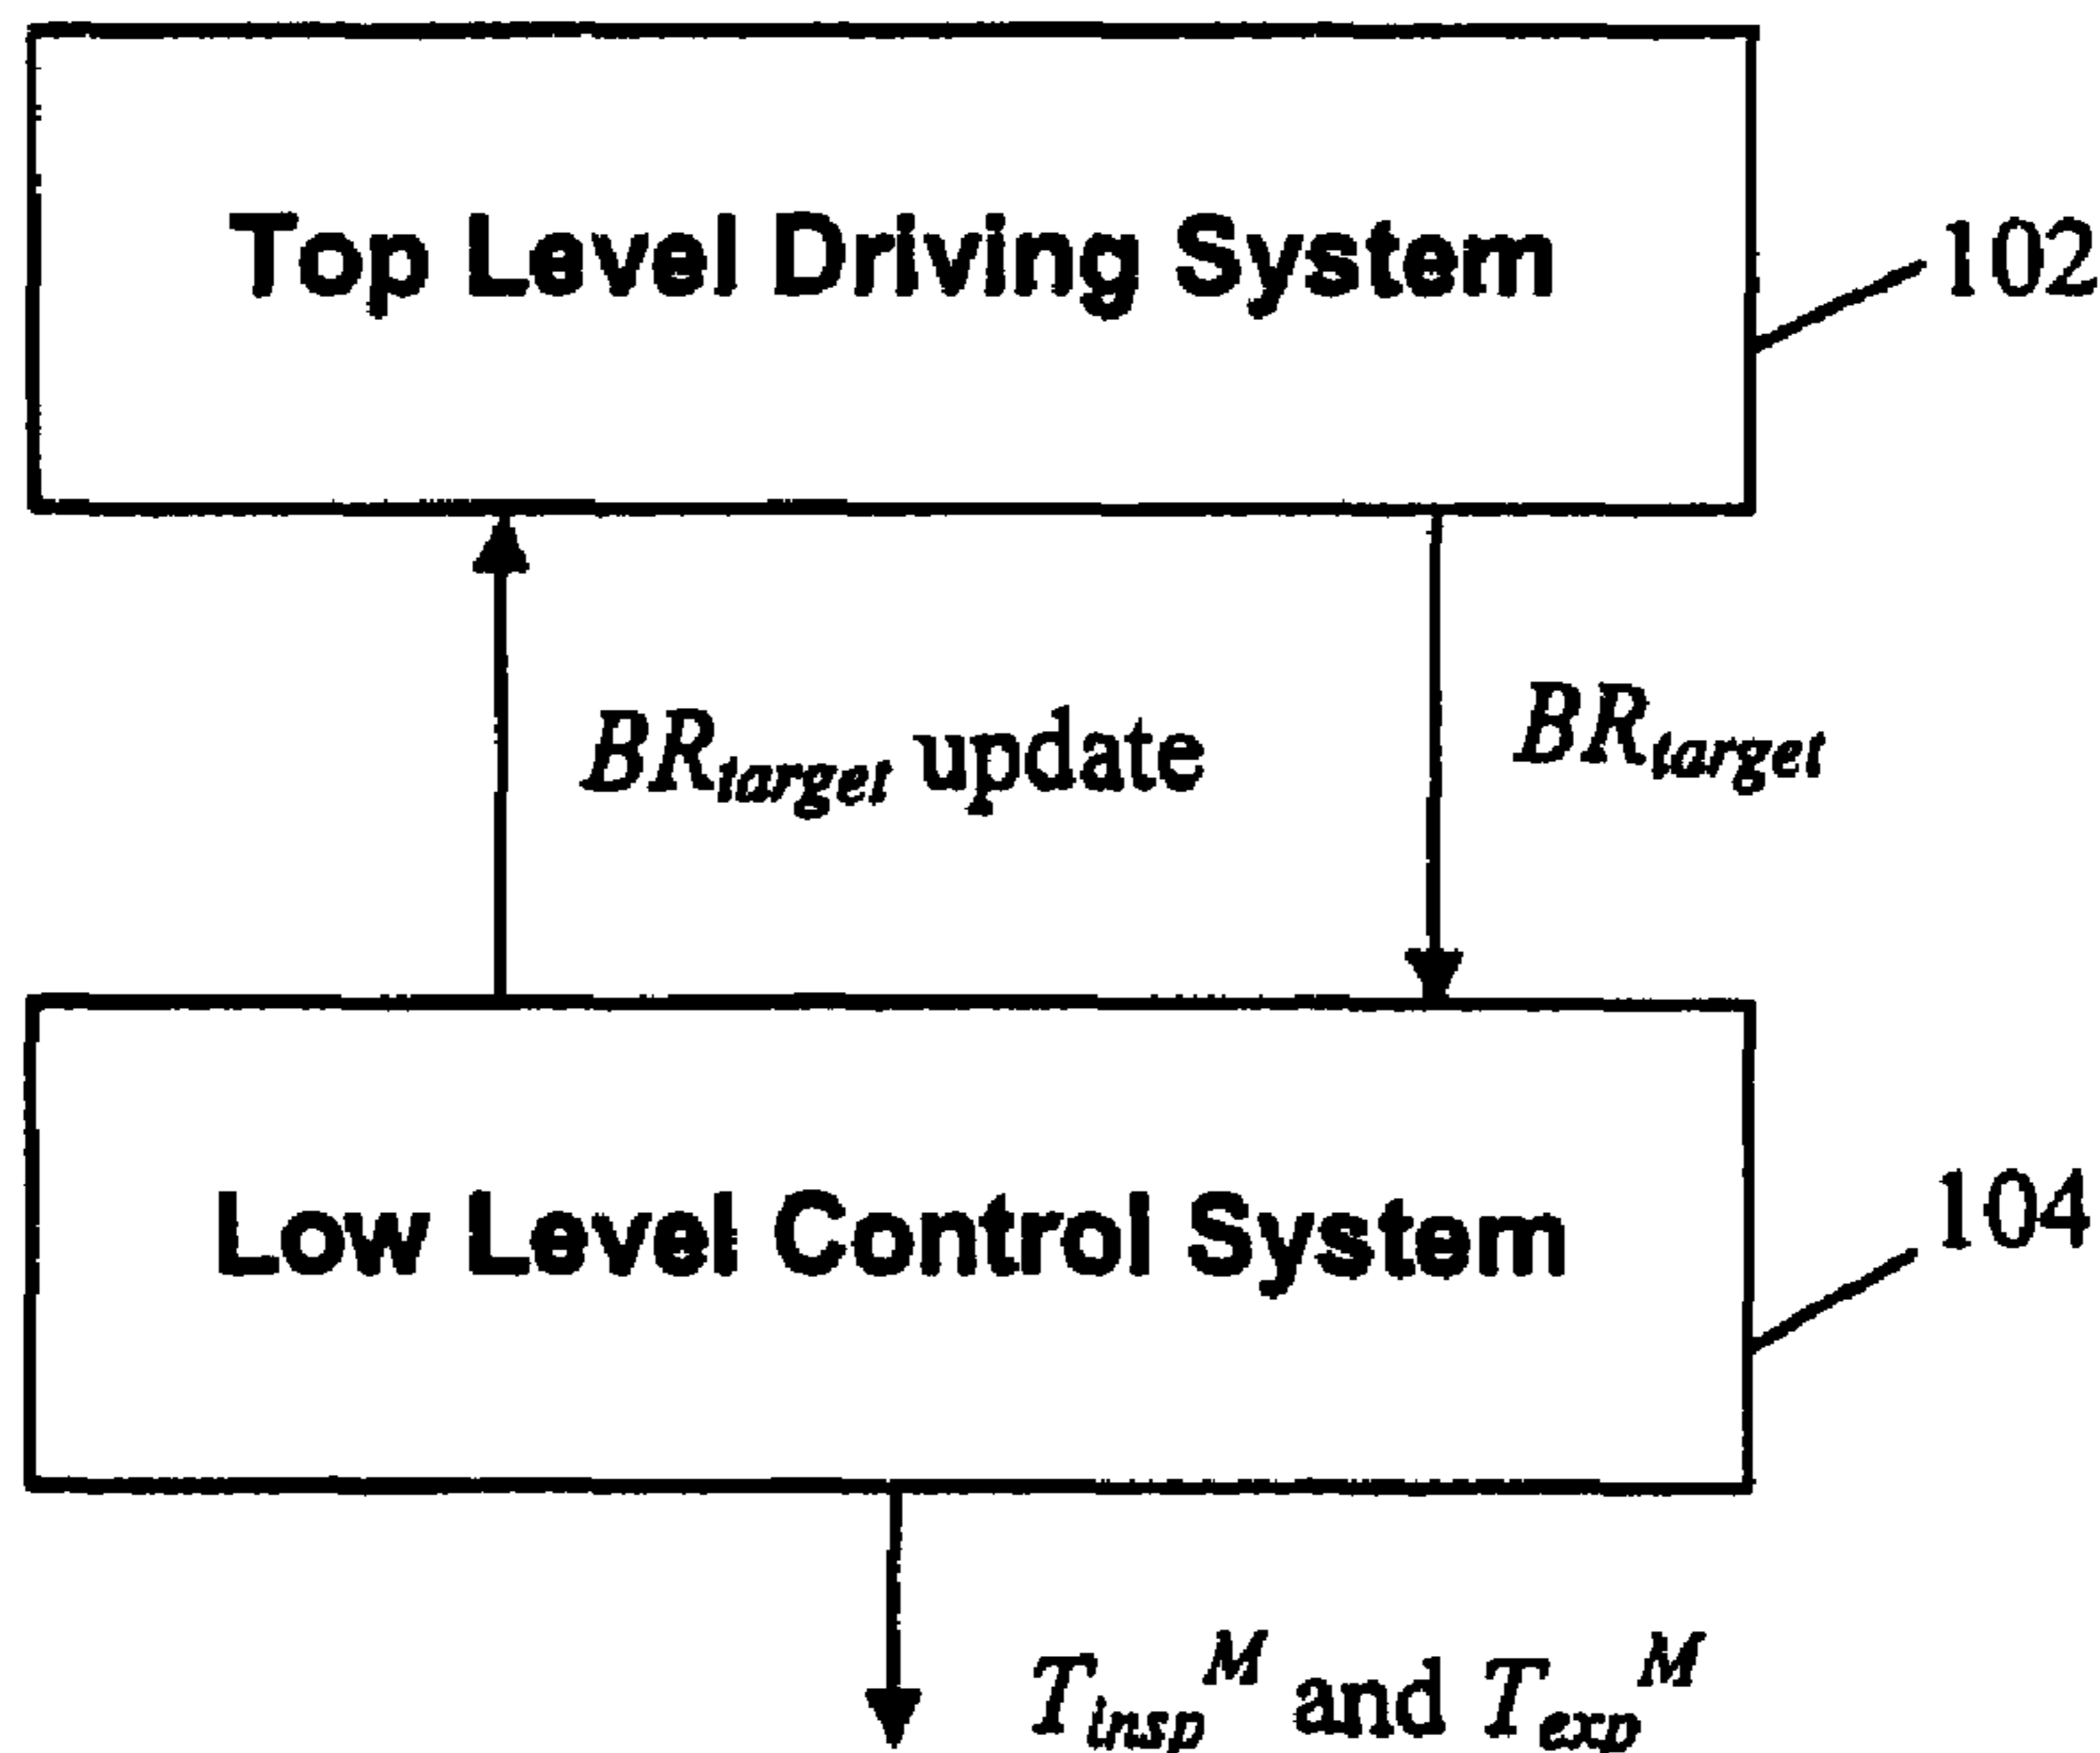 Top Level Driving System
102
BR_target update
BR_target
Low Level Control System
104
T_insp^M and T_exp^M